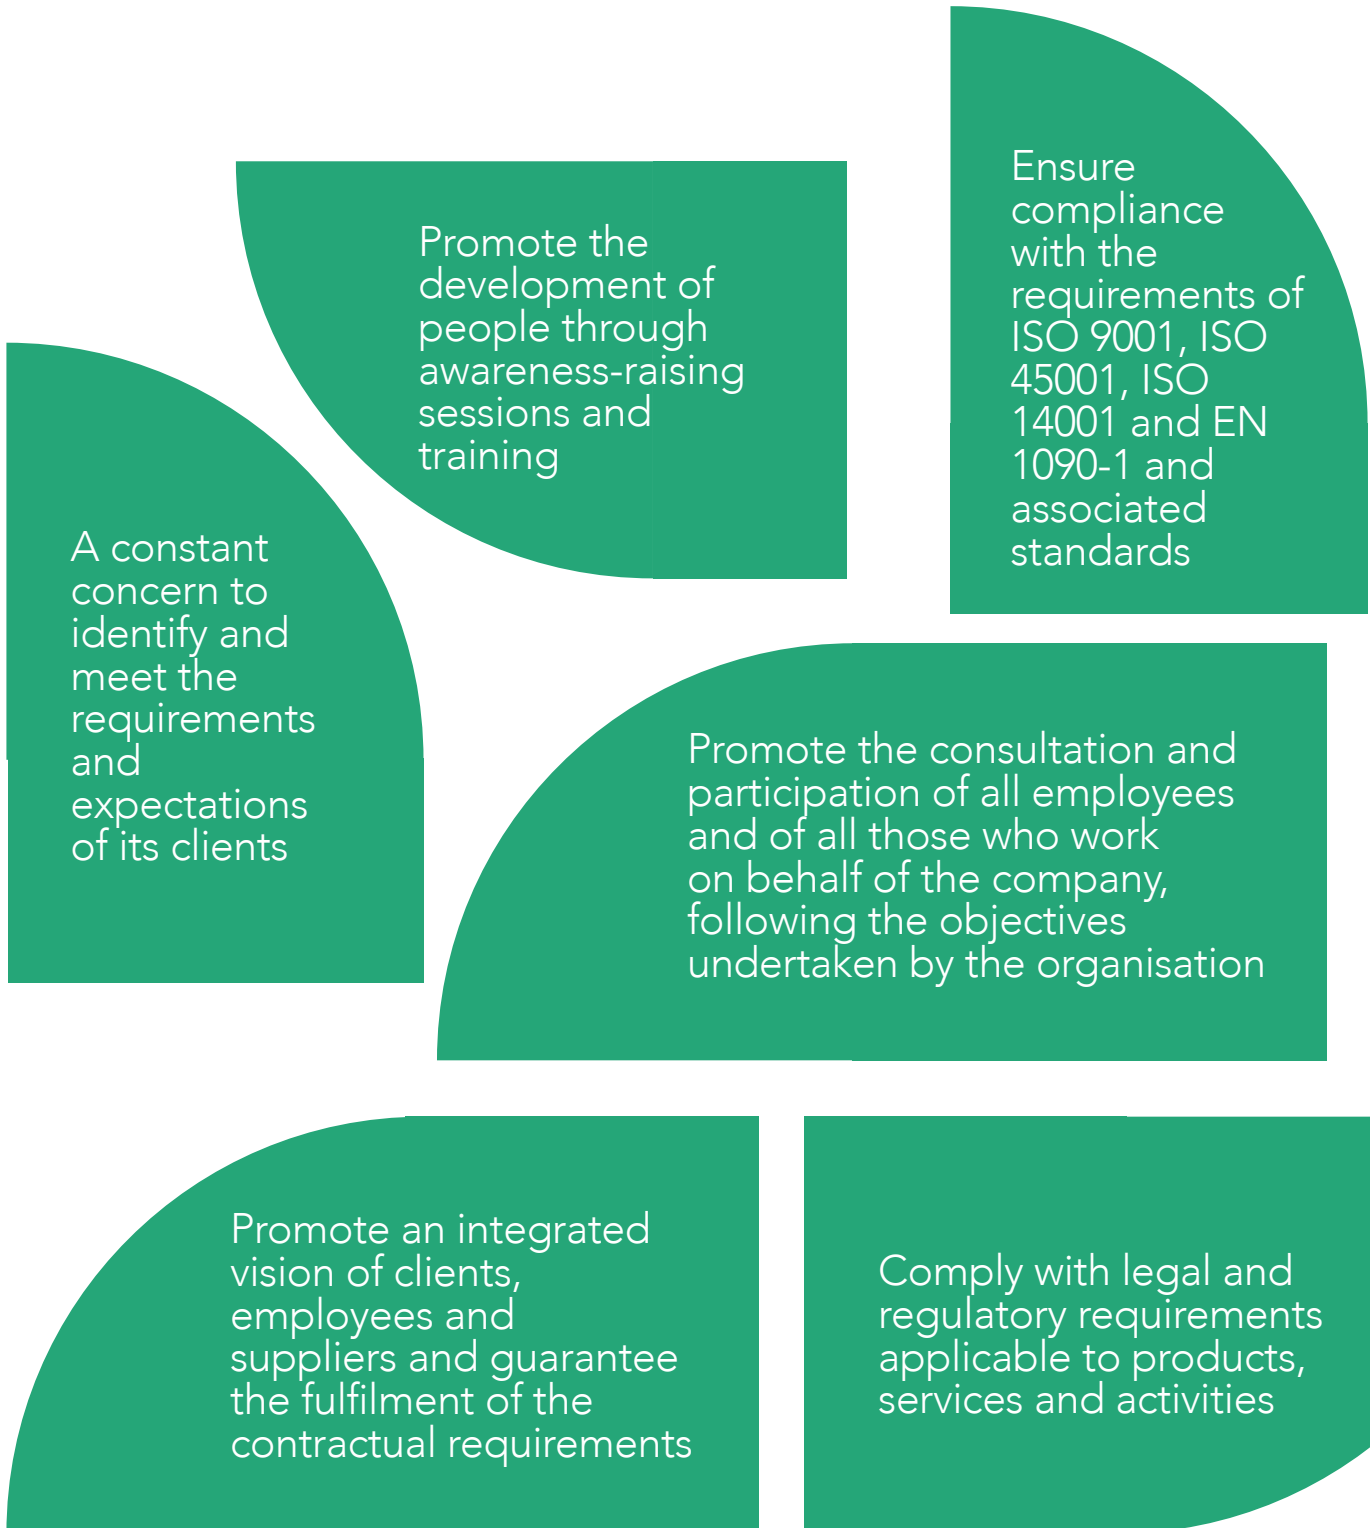 Promote the
development of
people through
awareness-raising
sessions and
training
Ensure
compliance
with the
requirements of
ISO 9001, ISO
45001, ISO
14001 and EN
1090-1 and
associated
standards
A constant
concern to
identify and
meet the
requirements
and
expectations
of its clients
Promote the consultation and
participation of all employees
and of all those who work
on behalf of the company,
following the objectives
undertaken by the organisation
Promote an integrated
vision of clients,
employees and
suppliers and guarantee
the fulfilment of the
contractual requirements
Comply with legal and
regulatory requirements
applicable to products,
services and activities